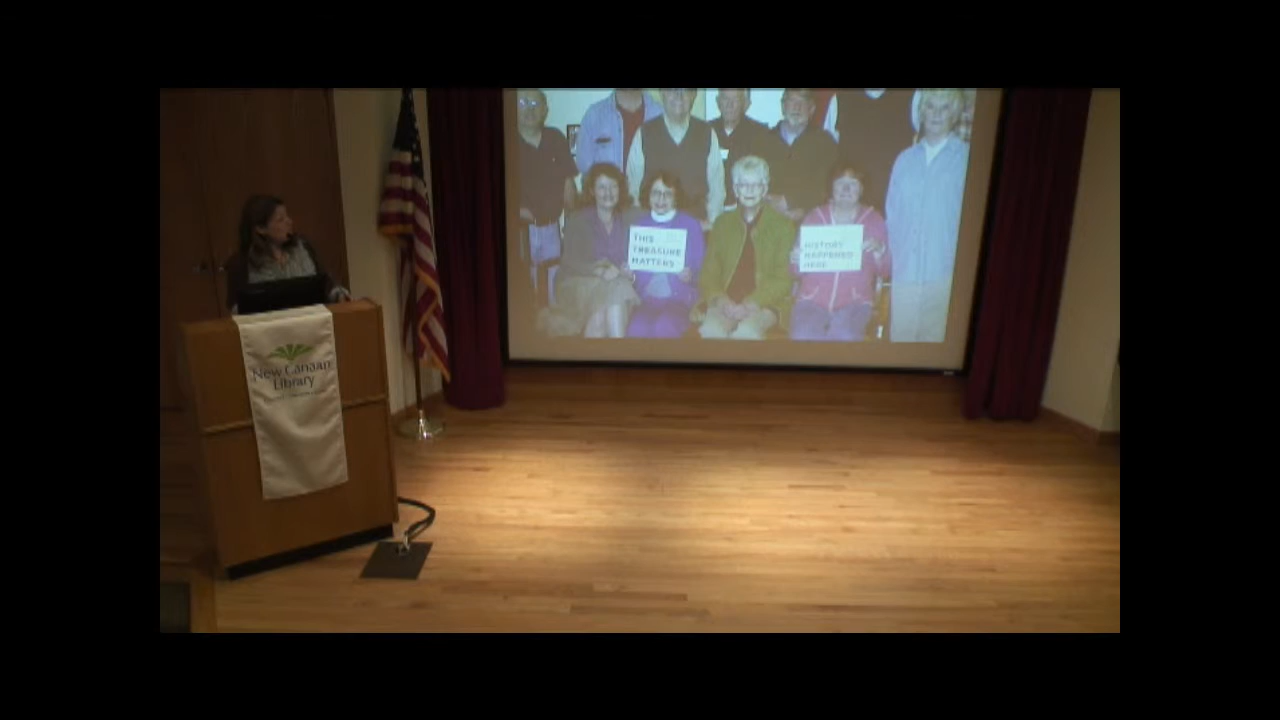 THIS
TREASURE
MATTERS
HISTORY
HAPPENED
HERE
New Canaan
Library